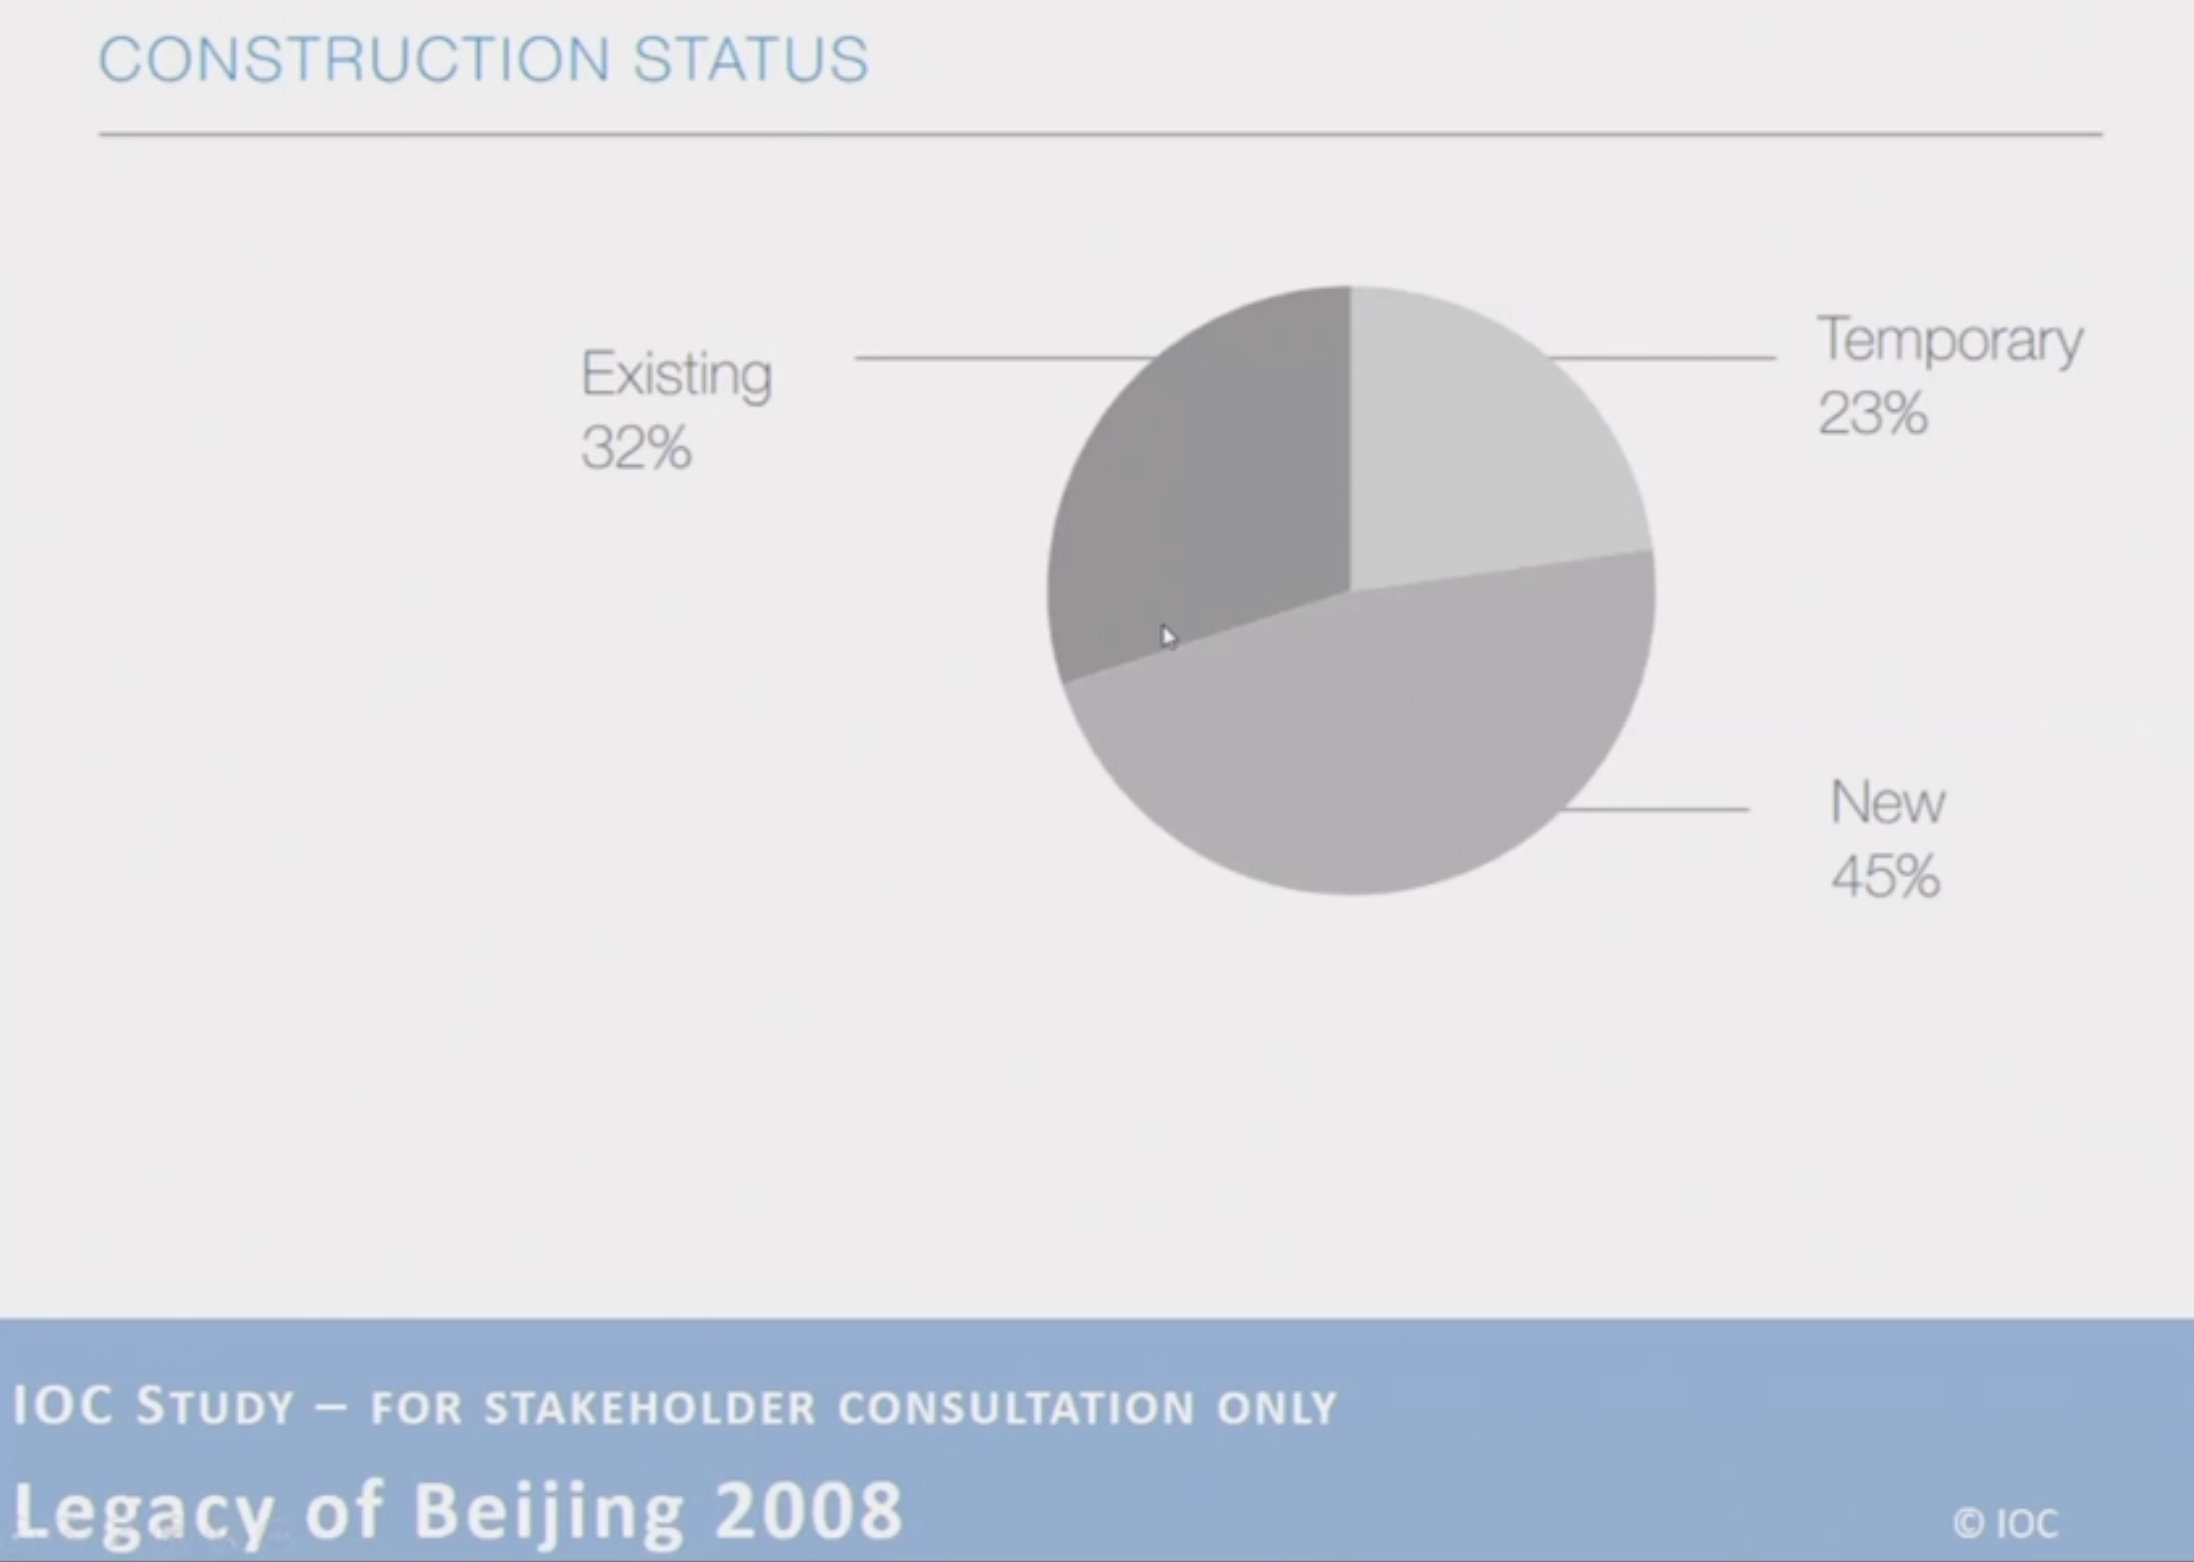 CONSTRUCTION STATUS
Existing
32%
Temporary
23%
New
45%
IOC STUDY – FOR STAKEHOLDER CONSULTATION ONLY
Legacy of Beijing 2008
© IOC